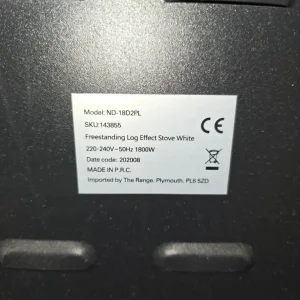 Model: ND-18D2PL
SKU:143855
Freestanding Log Effect Stove White
220-240V~50Hz 1800W
Date code: 202008
MADE IN P.R.C.
Imported by The Range, Plymouth, PL6 5ZD
CE